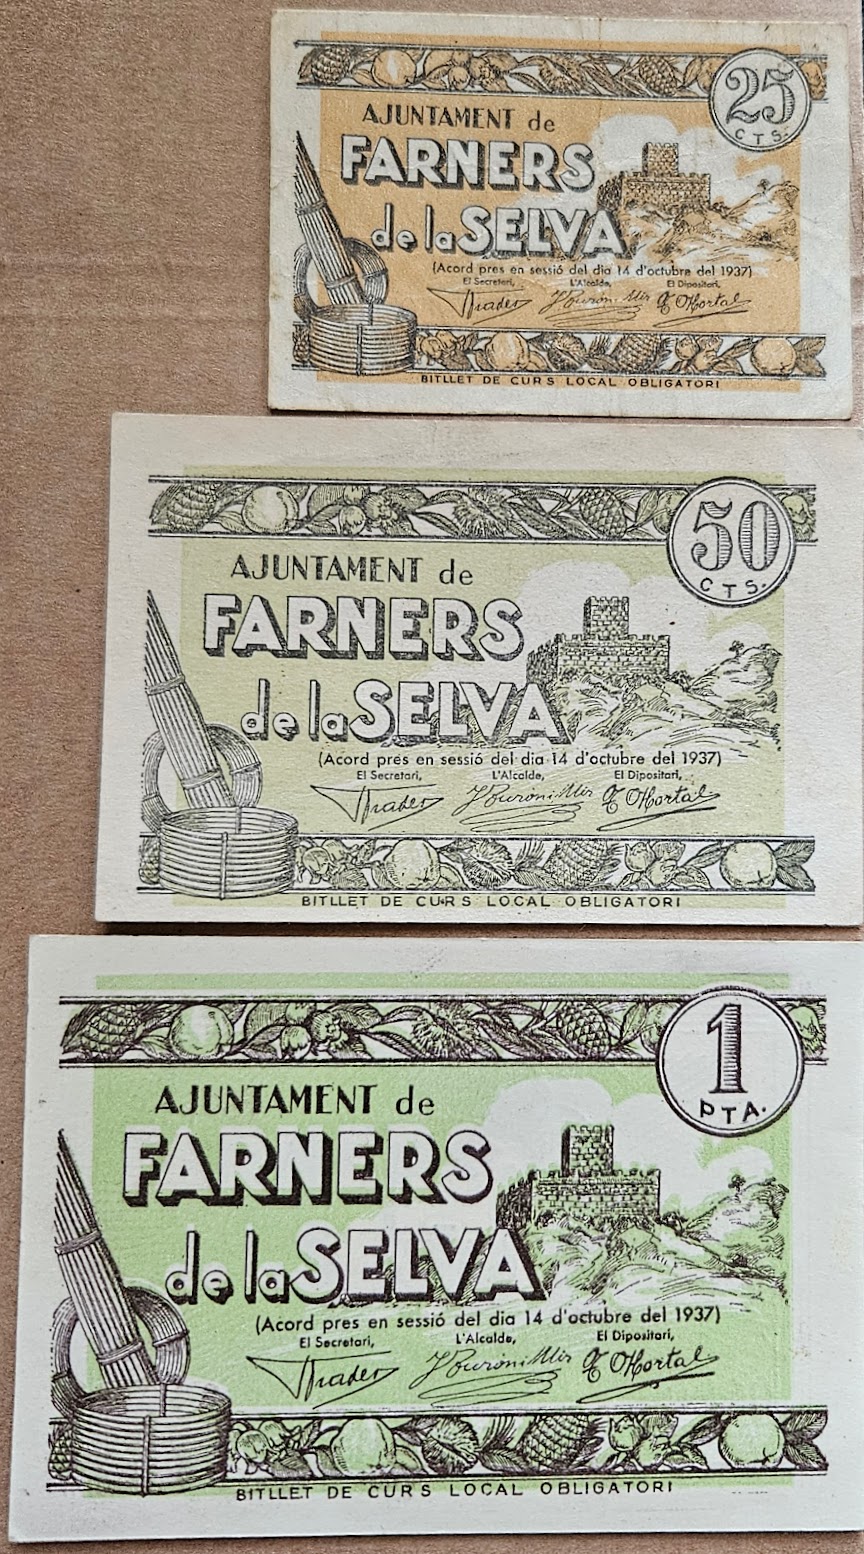 25
CTS.
AJUNTAMENT de
FARNERS
de la SELVA
(Acord pres en sessió del dia 14 d'octubre del 1937)
El Secretari, L'Alcalde, El Dipositari,
BITLLET DE CURS LOCAL OBLIGATORI
50
CTS.
AJUNTAMENT de
FARNERS
de la SELVA
(Acord pres en sessió del dia 14 d'octubre del 1937)
El Secretari, L'Alcalde, El Dipositari,
BITLLET DE CURS LOCAL OBLIGATORI
1
PTA.
AJUNTAMENT de
FARNERS
de la SELVA
(Acord pres en sessió del dia 14 d'octubre del 1937)
El Secretari, L'Alcalde, El Dipositari,
BITLLET DE CURS LOCAL OBLIGATORI